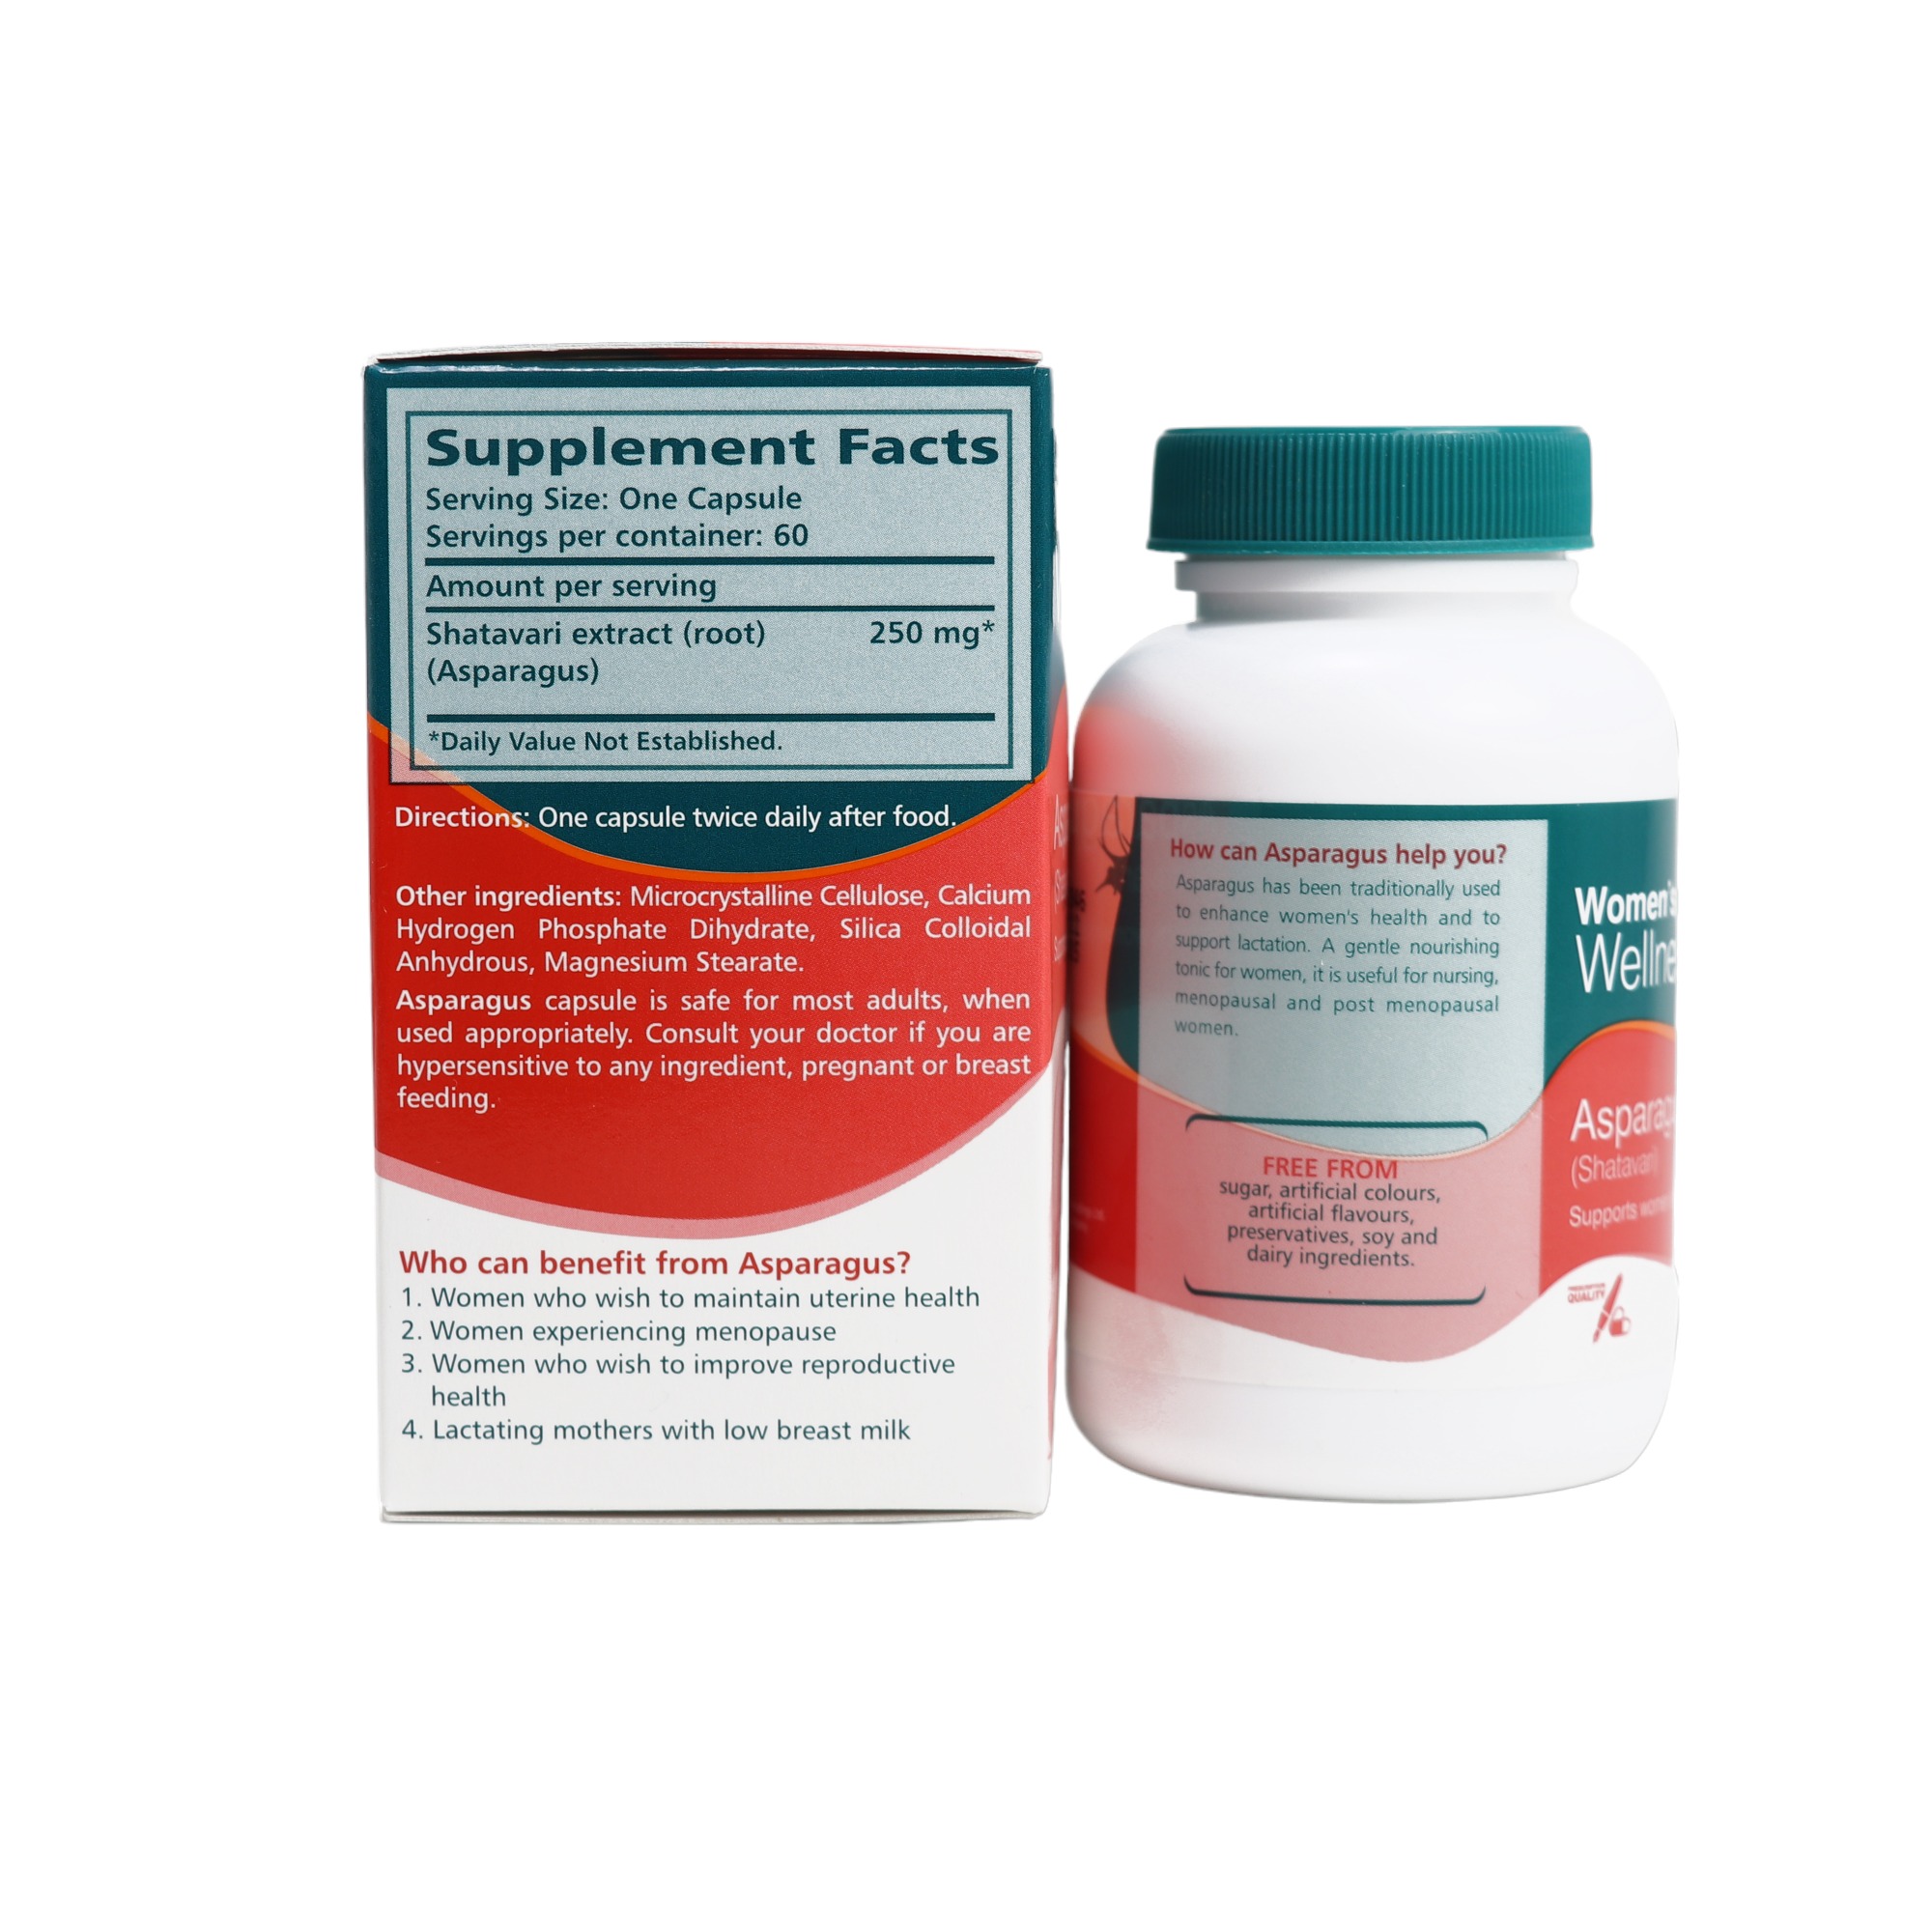 Supplement Facts
Serving Size: One Capsule
Servings per container: 60
Amount per serving
Shatavari extract (root) 250 mg*
(Asparagus)
*Daily Value Not Established.
Directions: One capsule twice daily after food.
Other ingredients: Microcrystalline Cellulose, Calcium
Hydrogen Phosphate Dihydrate, Silica Colloidal
Anhydrous, Magnesium Stearate.
Asparagus capsule is safe for most adults, when
used appropriately. Consult your doctor if you are
hypersensitive to any ingredient, pregnant or breast
feeding.
Who can benefit from Asparagus?
1. Women who wish to maintain uterine health
2. Women experiencing menopause
3. Women who wish to improve reproductive
health
4. Lactating mothers with low breast milk
How can Asparagus help you?
Asparagus has been traditionally used
to enhance women's health and to
support lactation. A gentle nourishing
tonic for women, it is useful for nursing,
menopausal and post menopausal
women.
FREE FROM
sugar, artificial colours,
artificial flavours,
preservatives, soy and
dairy ingredients.
Women's
Wellne
Asparagu
(Shatavari)
Supports
QUALITY